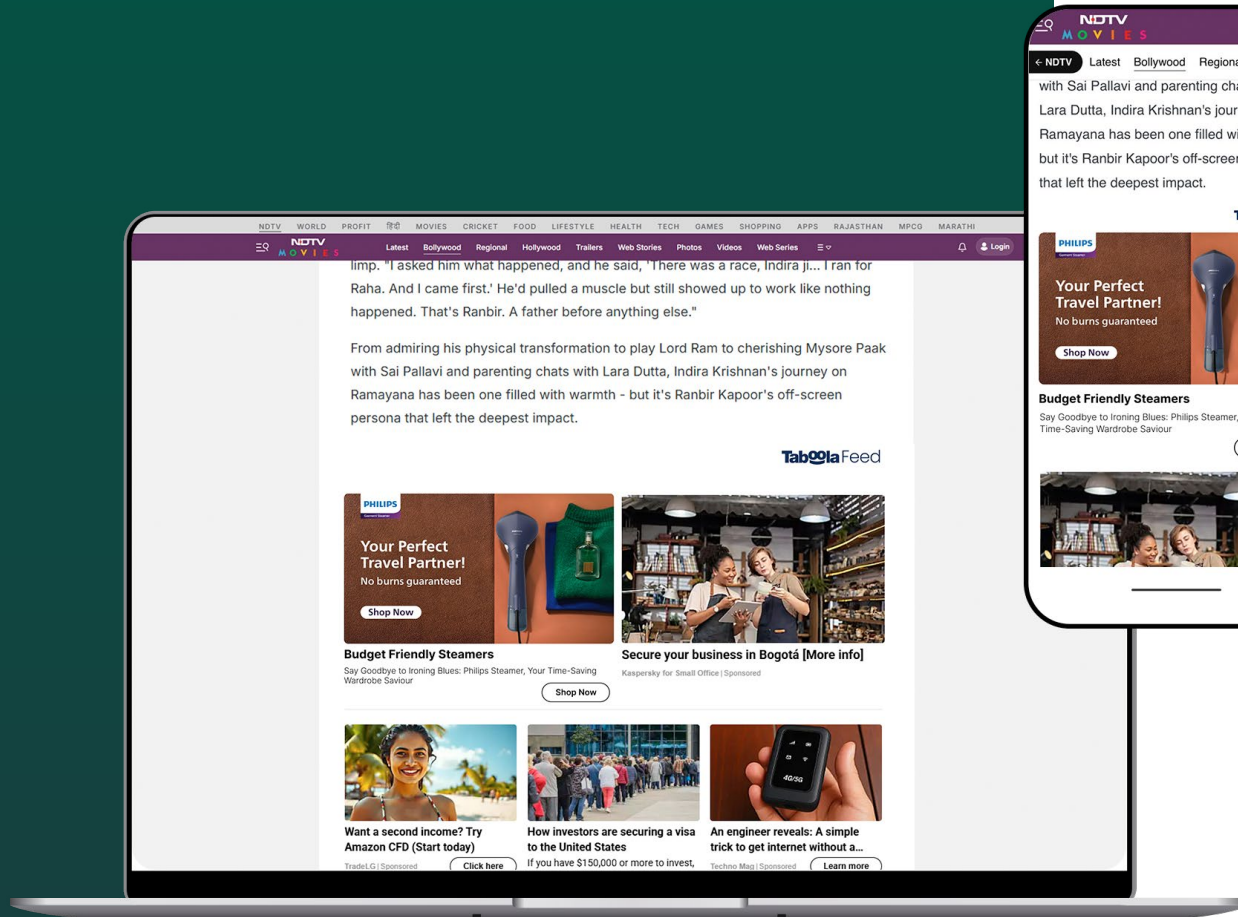 NDTV WORLD PROFIT हिंदी MOVIES CRICKET FOOD LIFESTYLE HEALTH TECH GAMES SHOPPING APPS RAJASTHAN MPCG MARATHI
NDTV
MOVIES
Latest Bollywood Regional Hollywood Trailers Web Stories Photos Videos Web Series
Login
limp. "I asked him what happened, and he said, 'There was a race, Indira ji... I ran for
Raha. And I came first.' He'd pulled a muscle but still showed up to work like nothing
happened. That's Ranbir. A father before anything else."
From admiring his physical transformation to play Lord Ram to cherishing Mysore Paak
with Sai Pallavi and parenting chats with Lara Dutta, Indira Krishnan's journey on
Ramayana has been one filled with warmth - but it's Ranbir Kapoor's off-screen
persona that left the deepest impact.
Taboola Feed
PHILIPS
Garment Steamer
Your Perfect
Travel Partner!
No burns guaranteed
Shop Now
Budget Friendly Steamers
Say Goodbye to Ironing Blues: Philips Steamer, Your Time-Saving
Wardrobe Saviour
Shop Now
Secure your business in Bogotá [More info]
Kaspersky for Small Office | Sponsored
Want a second income? Try
Amazon CFD (Start today)
TradeLG | Sponsored
Click here
How investors are securing a visa
to the United States
If you have $150,000 or more to invest,
4G/5G
An engineer reveals: A simple
trick to get internet without a...
Techno Mag | Sponsored
Learn more
NDTV
MOVIES
← NDTV Latest Bollywood Regiona
with Sai Pallavi and parenting cha
Lara Dutta, Indira Krishnan's jour
Ramayana has been one filled wi
but it's Ranbir Kapoor's off-screen
that left the deepest impact.
T
PHILIPS
Garment Steamer
Your Perfect
Travel Partner!
No burns guaranteed
Shop Now
Budget Friendly Steamers
Say Goodbye to Ironing Blues: Philips Steamer,
Time-Saving Wardrobe Saviour